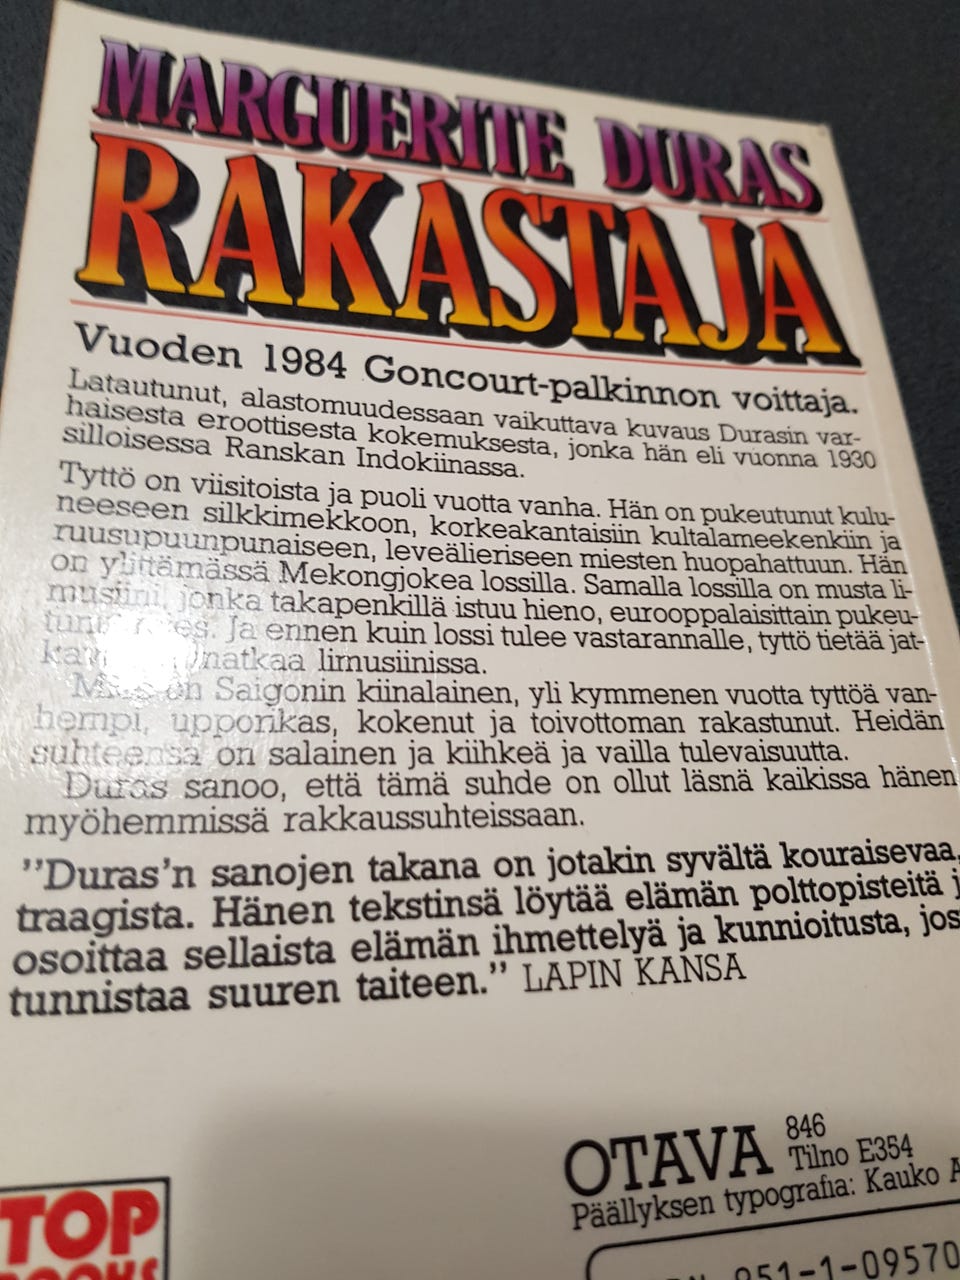 MARGUERITE DURAS
RAKASTAJA
Vuoden 1984 Goncourt-palkinnon voittaja.
Latautunut, alastomuudessaan vaikuttava kuvaus Durasin var-
haisesta eroottisesta kokemuksesta, jonka hän eli vuonna 1930
silloisessa Ranskan Indokiinassa.
Tyttö on viisitoista ja puoli vuotta vanha. Hän on pukeutunut kulu-
neeseen silkkimekkoon, korkeakantaisiin kultalameekenkiin ja
ruusupuunpunaiseen, leveälieriseen miesten huopahattuun. Hän
on ylittämässä Mekongjokea lossilla. Samalla lossilla on musta li-
musiini, jonka takapenkillä istuu hieno, eurooppalaisittain pukeu-
Ja ennen kuin lossi tulee vastarannalle, tyttö tietää jat-
matkaa limusiinissa.
Mies on Saigonin kiinalainen, yli kymmenen vuotta tyttöä van-
hempi, upporikas, kokenut ja toivottoman rakastunut. Heidän
suhteensa on salainen ja kiihkeä ja vailla tulevaisuutta.
Duras sanoo, että tämä suhde on ollut läsnä kaikissa hänen
myöhemmissä rakkaussuhteissaan.
"Duras'n sanojen takana on jotakin syvältä kouraisevaa,
traagista. Hänen tekstinsä löytää elämän polttopisteitä j
osoittaa sellaista elämän ihmettelyä ja kunnioitusta, jos
tunnistaa suuren taiteen." LAPIN KANSA
OTAVA 846
Tilno E354
Päällyksen typografia: Kauko A
TOP
BOOKS
951-1-09570